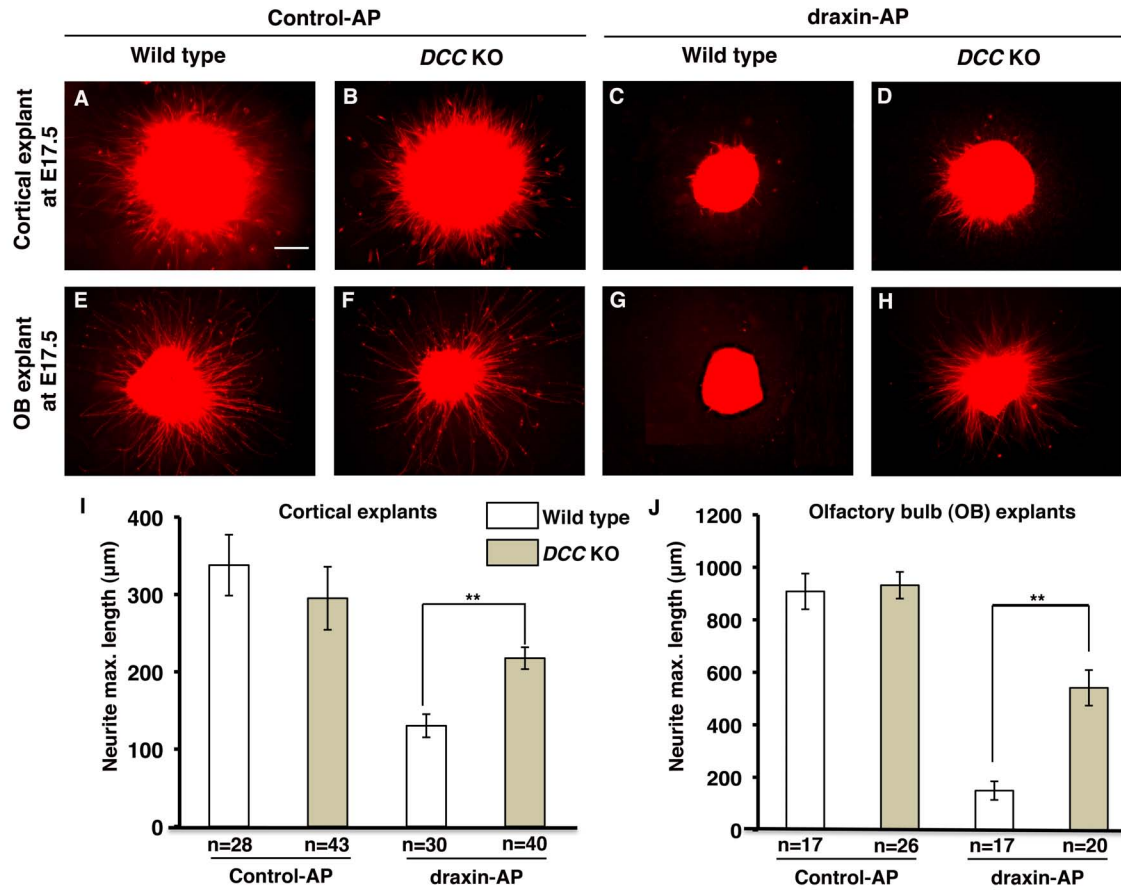 Control-AP draxin-AP
Wild type DCC KO Wild type DCC KO
Cortical explant
at E17.5
A B C D
OB explant
at E17.5
E F G H
I Cortical explants
Wild type
DCC KO
Neurite max. length (µm)
400
300
200
100
0
**
n=28 n=43 n=30 n=40
Control-AP draxin-AP
J Olfactory bulb (OB) explants
Neurite max. length (µm)
1200
1000
800
600
400
200
0
**
n=17 n=26 n=17 n=20
Control-AP draxin-AP